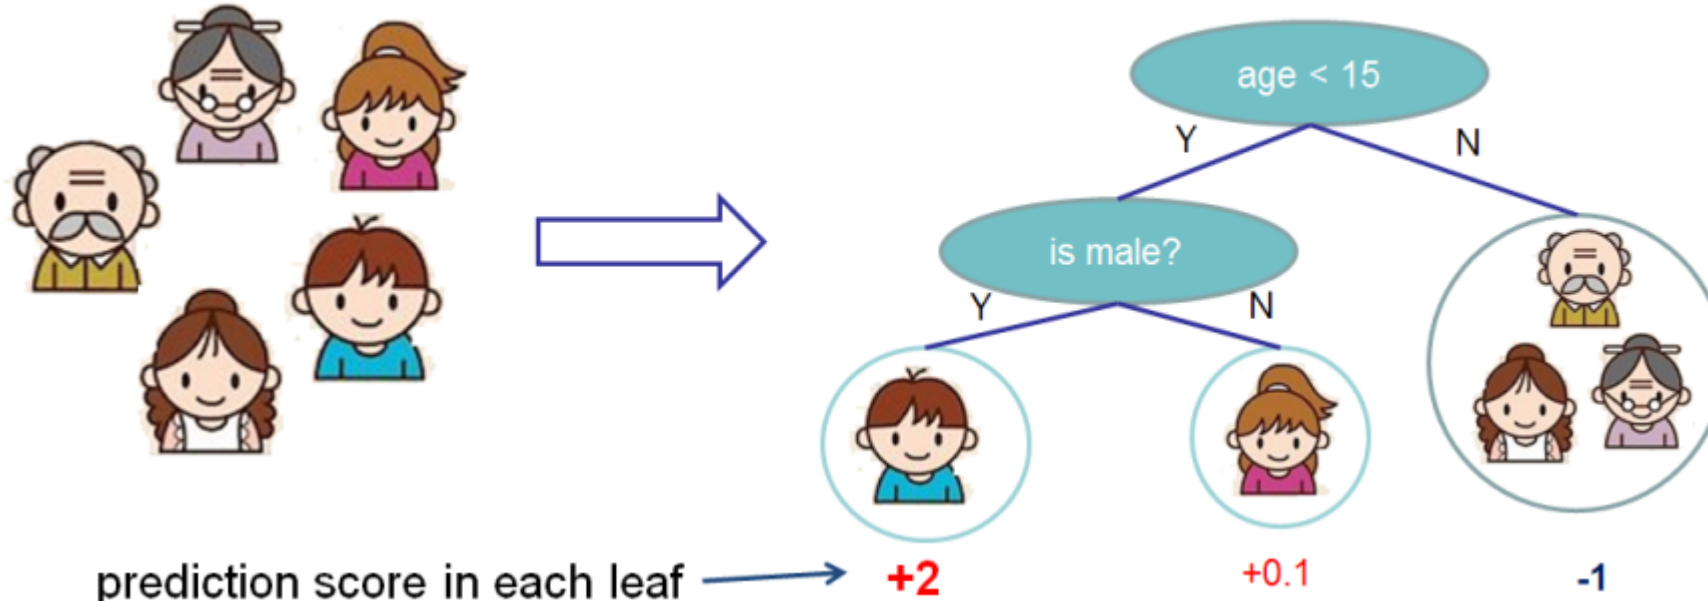 age < 15
Y
N
is male?
Y
N
prediction score in each leaf
+2
+0.1
-1